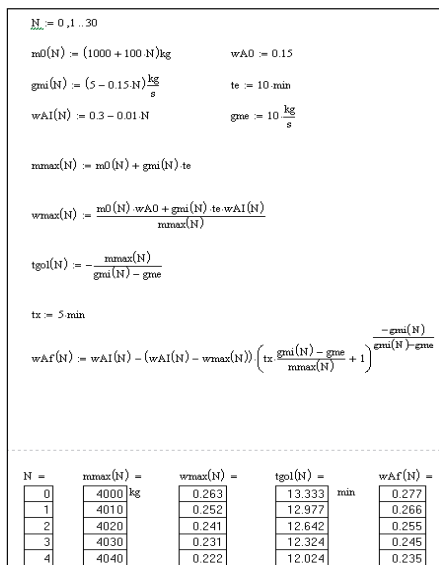 N := 0 ,1 .. 30
m0(N) := (1000 + 100·N)kg wA0 := 0.15
gmi(N) := (5 − 0.15·N) kg/s te := 10·min
wAI(N) := 0.3 − 0.01·N gme := 10· kg/s
mmax(N) := m0(N) + gmi(N)·te
wmax(N) := (m0(N)·wA0 + gmi(N)·te·wAI(N)) / mmax(N)
tgol(N) := − mmax(N) / (gmi(N) − gme)
tx := 5·min
wAf(N) := wAI(N) − (wAI(N) − wmax(N))·(tx· (gmi(N) − gme) / mmax(N) + 1)^(−gmi(N) / (gmi(N)−gme))
N = mmax(N) = wmax(N) = tgol(N) = wAf(N) =
0 4000 kg 0.263 13.333 min 0.277
1 4010 0.252 12.977 0.266
2 4020 0.241 12.642 0.255
3 4030 0.231 12.324 0.245
4 4040 0.222 12.024 0.235